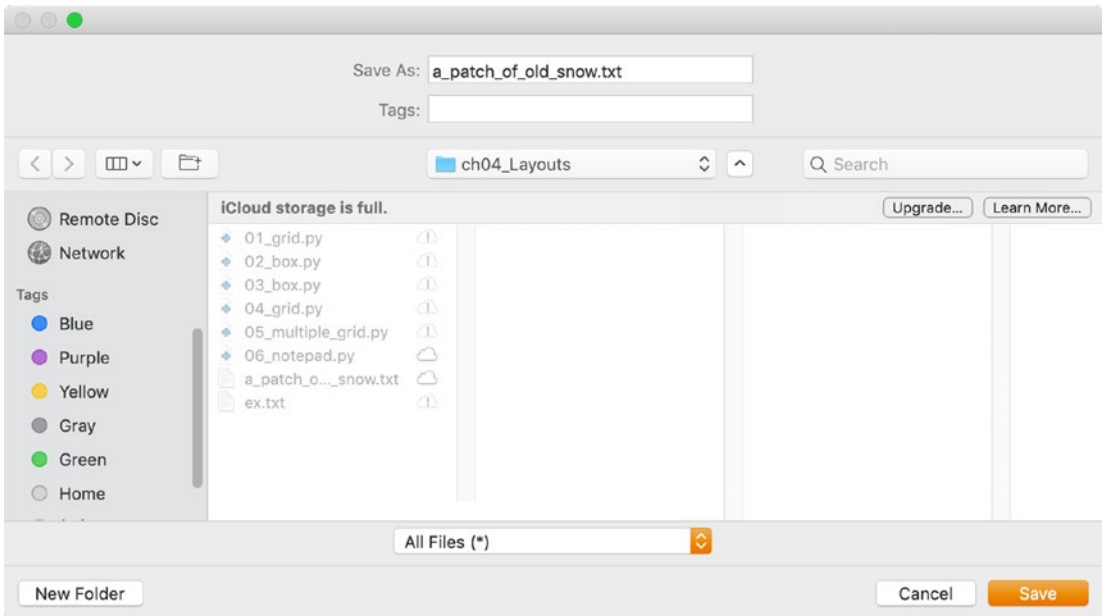 Save As: a_patch_of_old_snow.txt
Tags:
ch04_Layouts
Search
iCloud storage is full. Upgrade... Learn More...
Remote Disc
Network
Tags
Blue
Purple
Yellow
Gray
Green
Home
01_grid.py
02_box.py
03_box.py
04_grid.py
05_multiple_grid.py
06_notepad.py
a_patch_o..._snow.txt
ex.txt
All Files (*)
New Folder Cancel Save